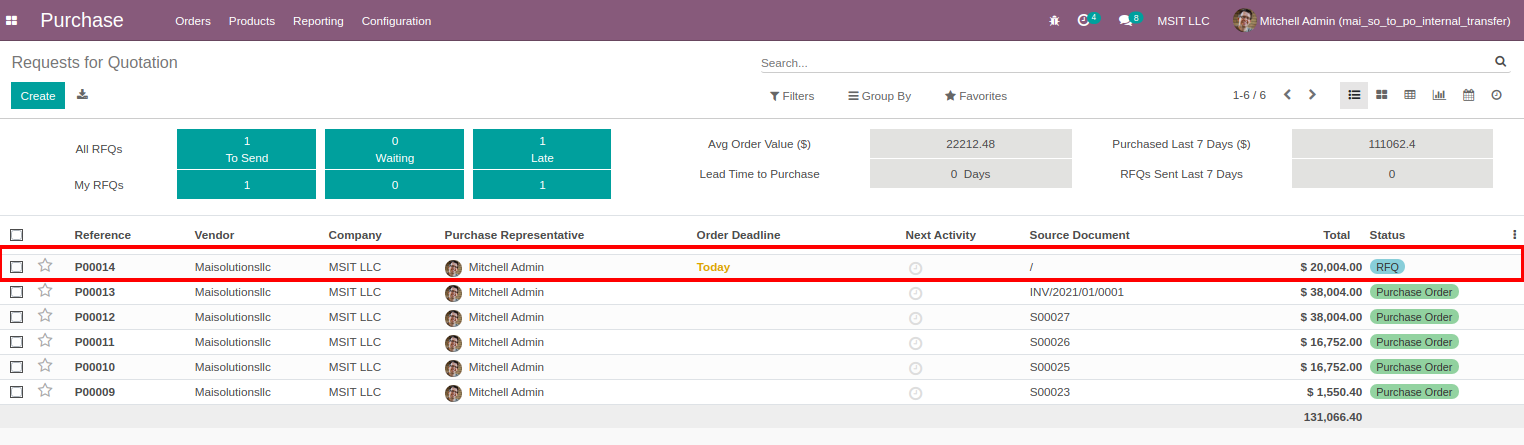 Purchase Orders Products Reporting Configuration 4 8 MSIT LLC Mitchell Admin (mai_so_to_po_internal_transfer)
Requests for Quotation Search...
Create Filters Group By Favorites 1-6 / 6
All RFQs 1 To Send 0 Waiting 1 Late
My RFQs 1 0 1
Avg Order Value ($) 22212.48 Purchased Last 7 Days ($) 111062.4
Lead Time to Purchase 0 Days RFQs Sent Last 7 Days 0
Reference Vendor Company Purchase Representative Order Deadline Next Activity Source Document Total Status
P00014 Maisolutionsllc MSIT LLC Mitchell Admin Today / $ 20,004.00 RFQ
P00013 Maisolutionsllc MSIT LLC Mitchell Admin INV/2021/01/0001 $ 38,004.00 Purchase Order
P00012 Maisolutionsllc MSIT LLC Mitchell Admin S00027 $ 38,004.00 Purchase Order
P00011 Maisolutionsllc MSIT LLC Mitchell Admin S00026 $ 16,752.00 Purchase Order
P00010 Maisolutionsllc MSIT LLC Mitchell Admin S00025 $ 16,752.00 Purchase Order
P00009 Maisolutionsllc MSIT LLC Mitchell Admin S00023 $ 1,550.40 Purchase Order
131,066.40